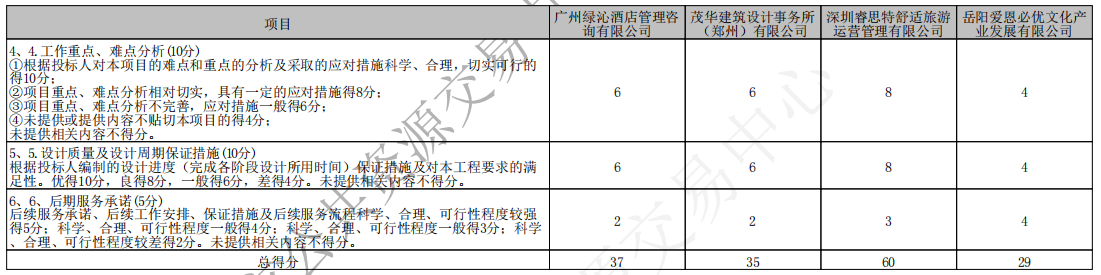 项目 广州绿沁酒店管理咨 茂华建筑设计事务所 深圳睿思特舒适旅游 岳阳爱恩必优文化产
询有限公司 （郑州）有限公司 运营管理有限公司 业发展有限公司
4、4.工作重点、难点分析(10分)
①根据投标人对本项目的难点和重点的分析及采取的应对措施科学、合理，切实可行的
得10分；
②项目重点、难点分析相对切实，具有一定的应对措施得8分；
③项目重点、难点分析不完善，应对措施一般得6分；
④未提供或提供内容不贴切本项目的得4分；
未提供相关内容不得分。
6 6 8 4
5、5.设计质量及设计周期保证措施(10分)
根据投标人编制的设计进度（完成各阶段设计所用时间）保证措施及对本工程要求的满
足性。优得10分，良得8分，一般得6分，差得4分。未提供相关内容不得分。
6 6 8 4
6、6、后期服务承诺(5分)
后续服务承诺、后续工作安排、保证措施及后续服务流程科学、合理、可行性程度较强
得5分；科学、合理、可行性程度一般得4分；科学、合理、可行性程度一般得3分；科学
、合理、可行性程度较差得2分。未提供相关内容不得分。
2 2 3 4
总得分 37 35 60 29
公共资源交易
资源交易中心